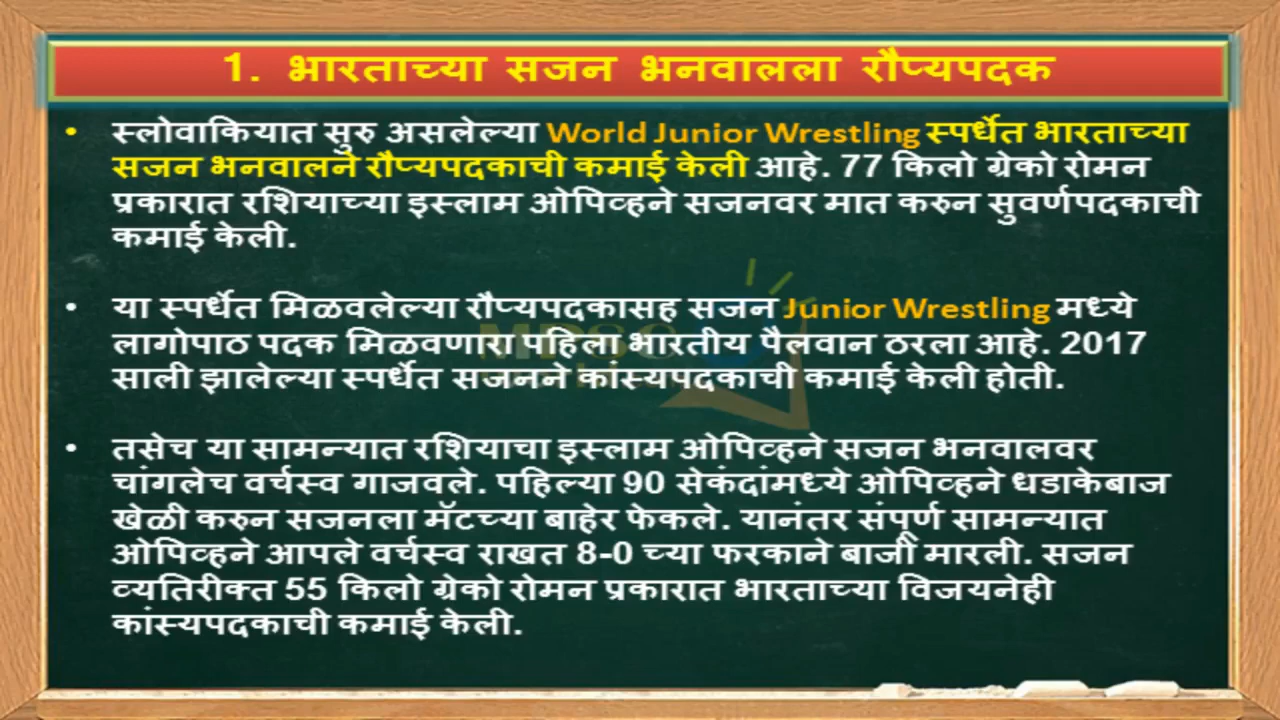 1. भारताच्या सजन भनवालला रौप्यपदक
• स्लोवाकियात सुरु असलेल्या World Junior Wrestling स्पर्धेत भारताच्या
सजन भनवालने रौप्यपदकाची कमाई केली आहे. 77 किलो ग्रेको रोमन
प्रकारात रशियाच्या इस्लाम ओपिव्हने सजनवर मात करुन सुवर्णपदकाची
कमाई केली.
• या स्पर्धेत मिळवलेल्या रौप्यपदकासह सजन Junior Wrestling मध्ये
लागोपाठ पदक मिळवणारा पहिला भारतीय पैलवान ठरला आहे. 2017
साली झालेल्या स्पर्धेत सजनने कांस्यपदकाची कमाई केली होती.
• तसेच या सामन्यात रशियाचा इस्लाम ओपिव्हने सजन भनवालवर
चांगलेच वर्चस्व गाजवले. पहिल्या 90 सेकंदांमध्ये ओपिव्हने धडाकेबाज
खेळी करुन सजनला मॅटच्या बाहेर फेकले. यानंतर संपूर्ण सामन्यात
ओपिव्हने आपले वर्चस्व राखत 8-0 च्या फरकाने बाजी मारली. सजन
व्यतिरीक्त 55 किलो ग्रेको रोमन प्रकारात भारताच्या विजयनेही
कांस्यपदकाची कमाई केली.